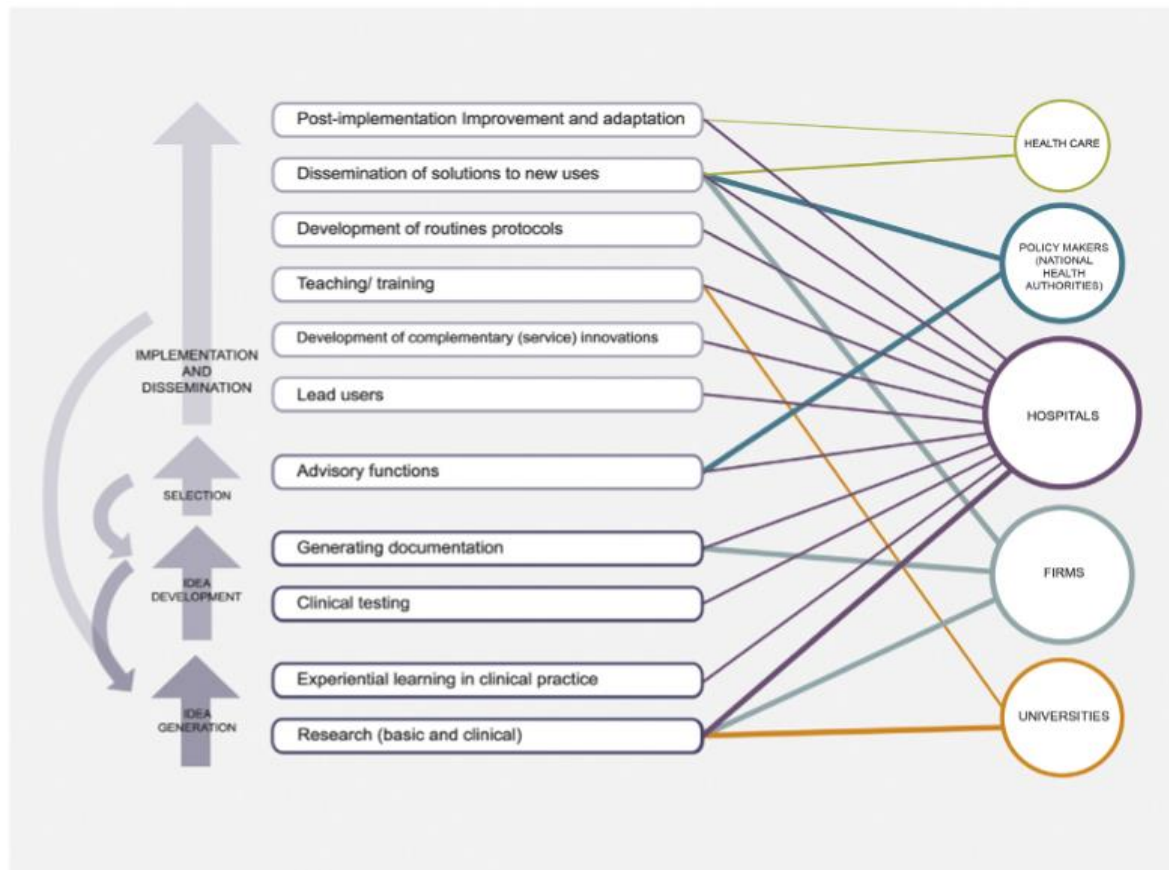 Post-implementation Improvement and adaptation
Dissemination of solutions to new uses
Development of routines protocols
Teaching/ training
Development of complementary (service) innovations
Lead users
Advisory functions
Generating documentation
Clinical testing
Experiential learning in clinical practice
Research (basic and clinical)
IMPLEMENTATION
AND
DISSEMINATION
SELECTION
IDEA
DEVELOPMENT
IDEA
GENERATION
HEALTH CARE
POLICY MAKERS
(NATIONAL
HEALTH
AUTHORITIES)
HOSPITALS
FIRMS
UNIVERSITIES